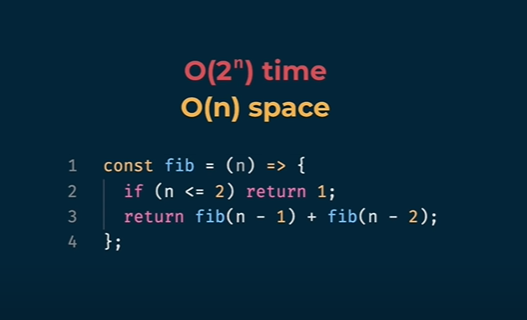 O(2ⁿ) time
O(n) space
1 const fib = (n) => {
2 if (n <= 2) return 1;
3 return fib(n - 1) + fib(n - 2);
4 };